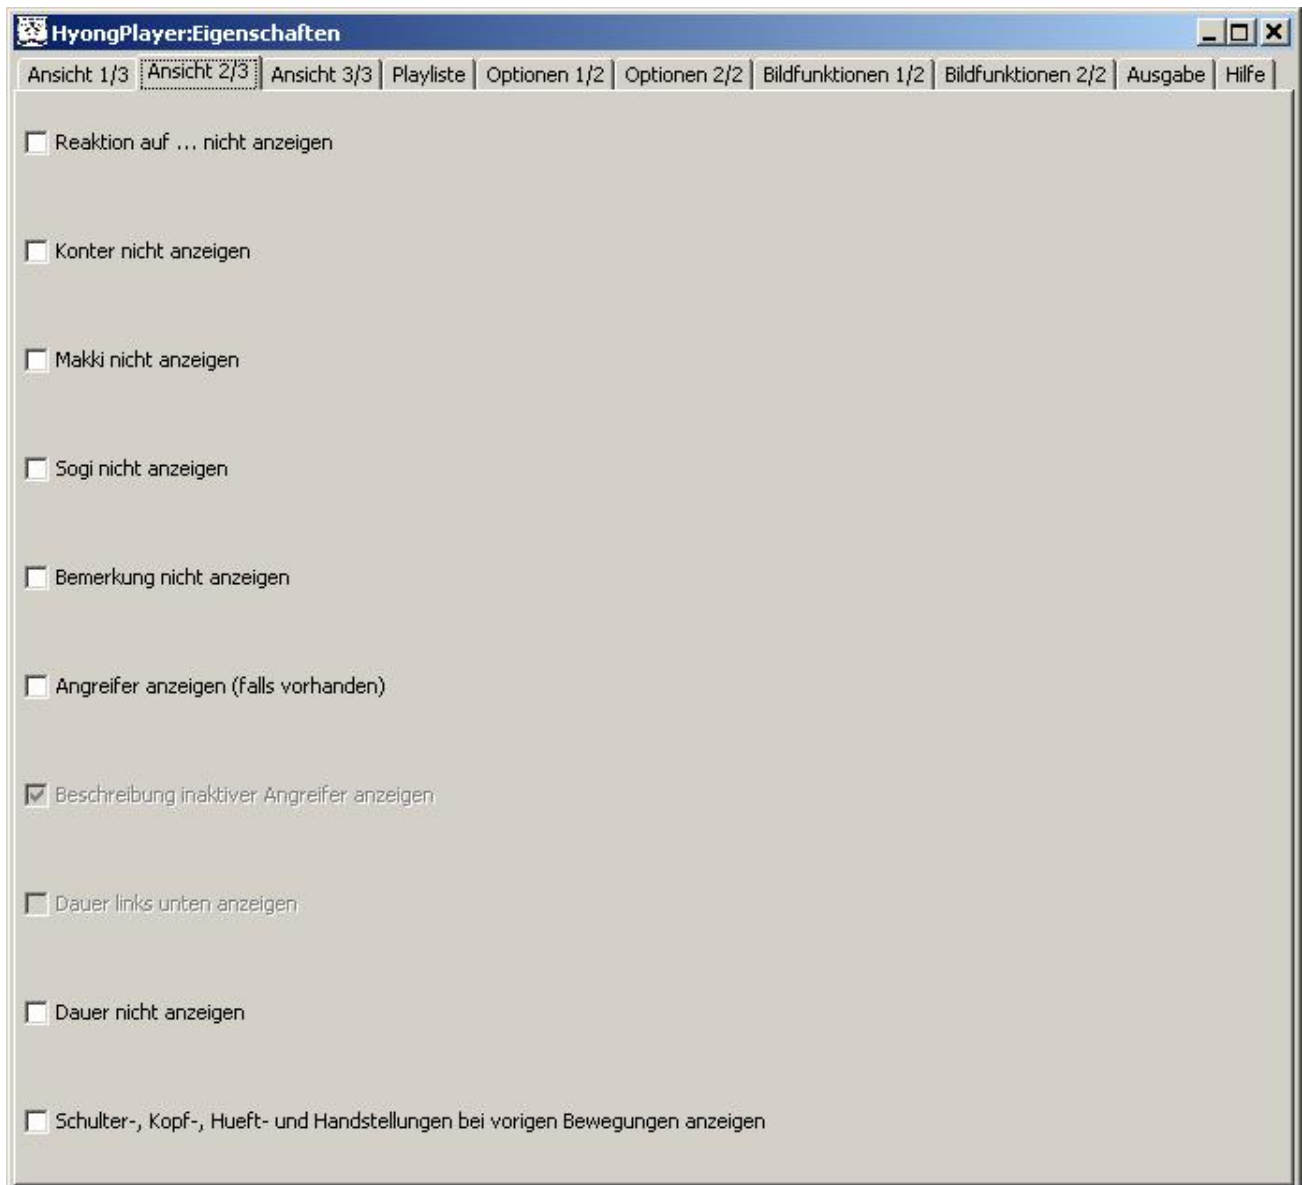 HyongPlayer:Eigenschaften
Ansicht 1/3 Ansicht 2/3 Ansicht 3/3 Playliste Optionen 1/2 Optionen 2/2 Bildfunktionen 1/2 Bildfunktionen 2/2 Ausgabe Hilfe
Reaktion auf ... nicht anzeigen
Konter nicht anzeigen
Makki nicht anzeigen
Sogi nicht anzeigen
Bemerkung nicht anzeigen
Angreifer anzeigen (falls vorhanden)
Beschreibung inaktiver Angreifer anzeigen
Dauer links unten anzeigen
Dauer nicht anzeigen
Schulter-, Kopf-, Hueft- und Handstellungen bei vorigen Bewegungen anzeigen